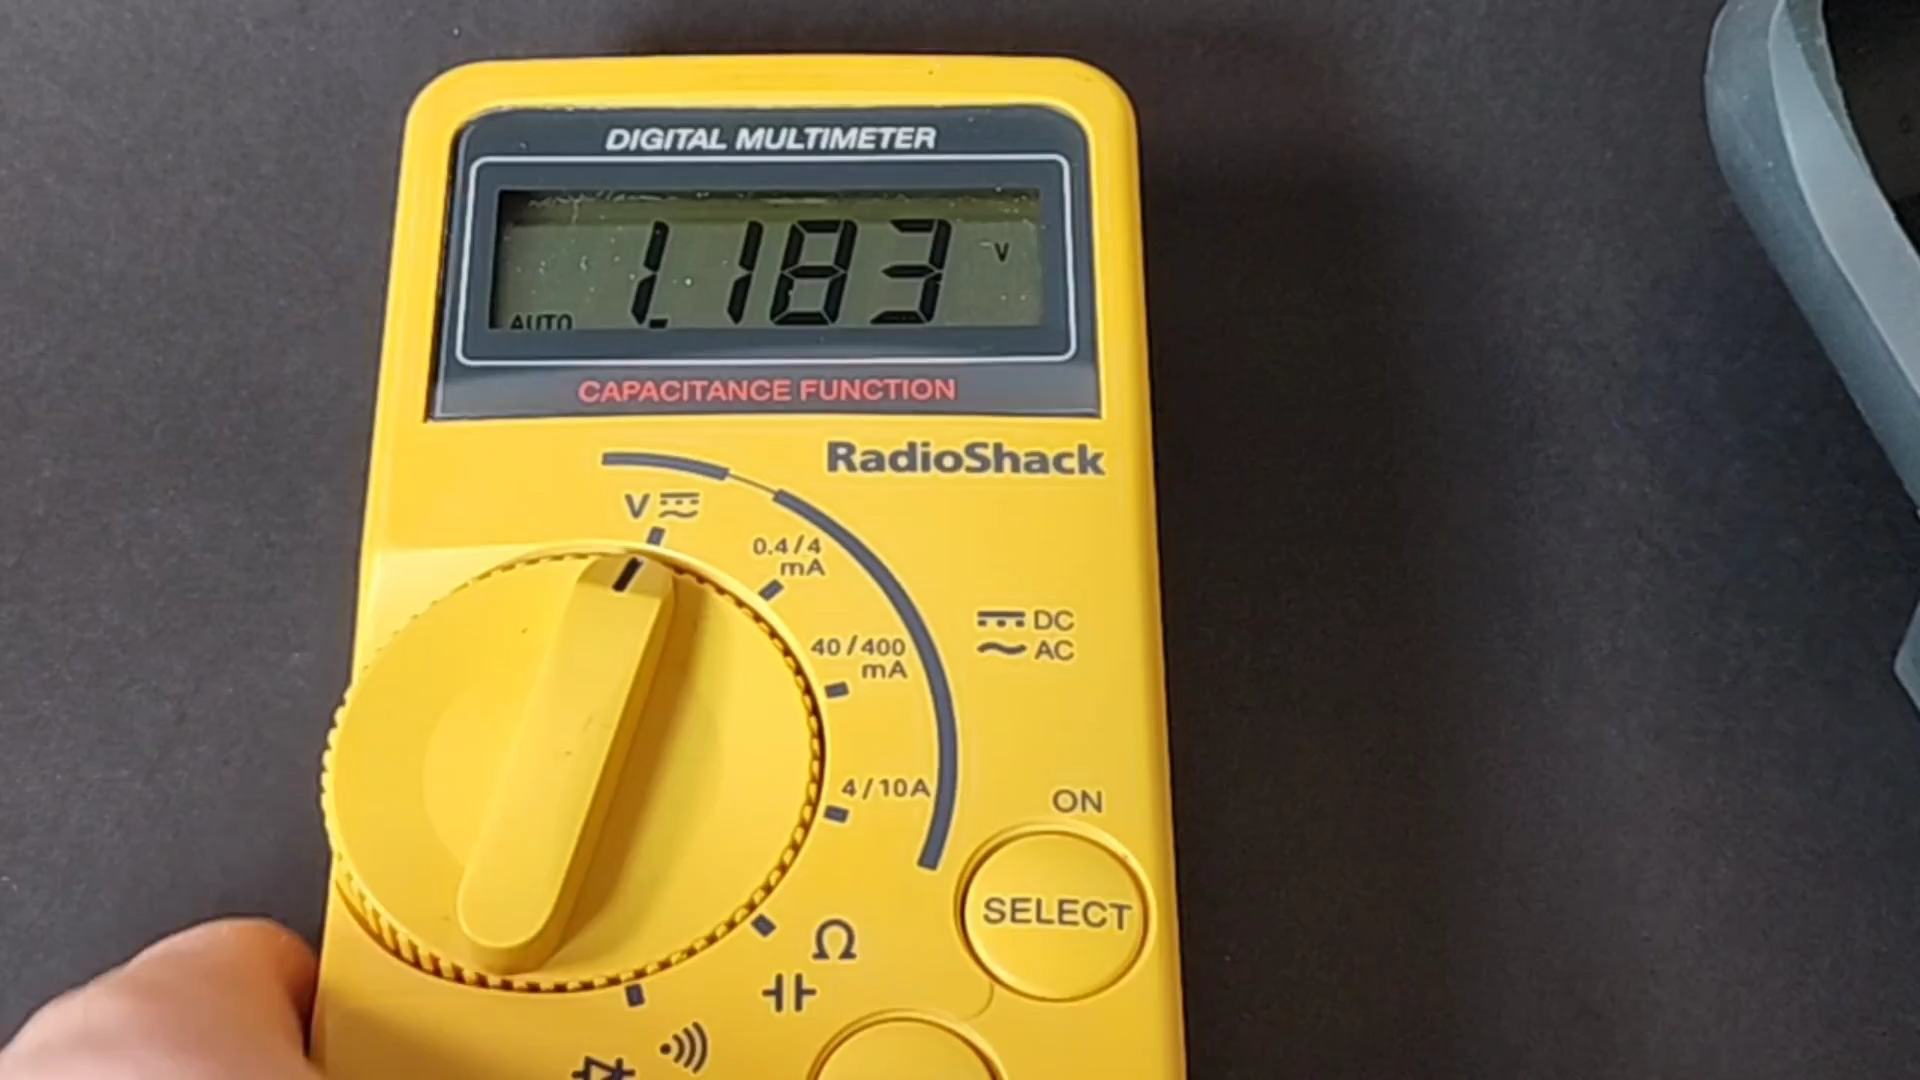 DIGITAL MULTIMETER
1.183 V
AUTO
CAPACITANCE FUNCTION
RadioShack
V
0.4/4
mA
40/400
mA
DC
AC
4/10A
ON
SELECT
Ω